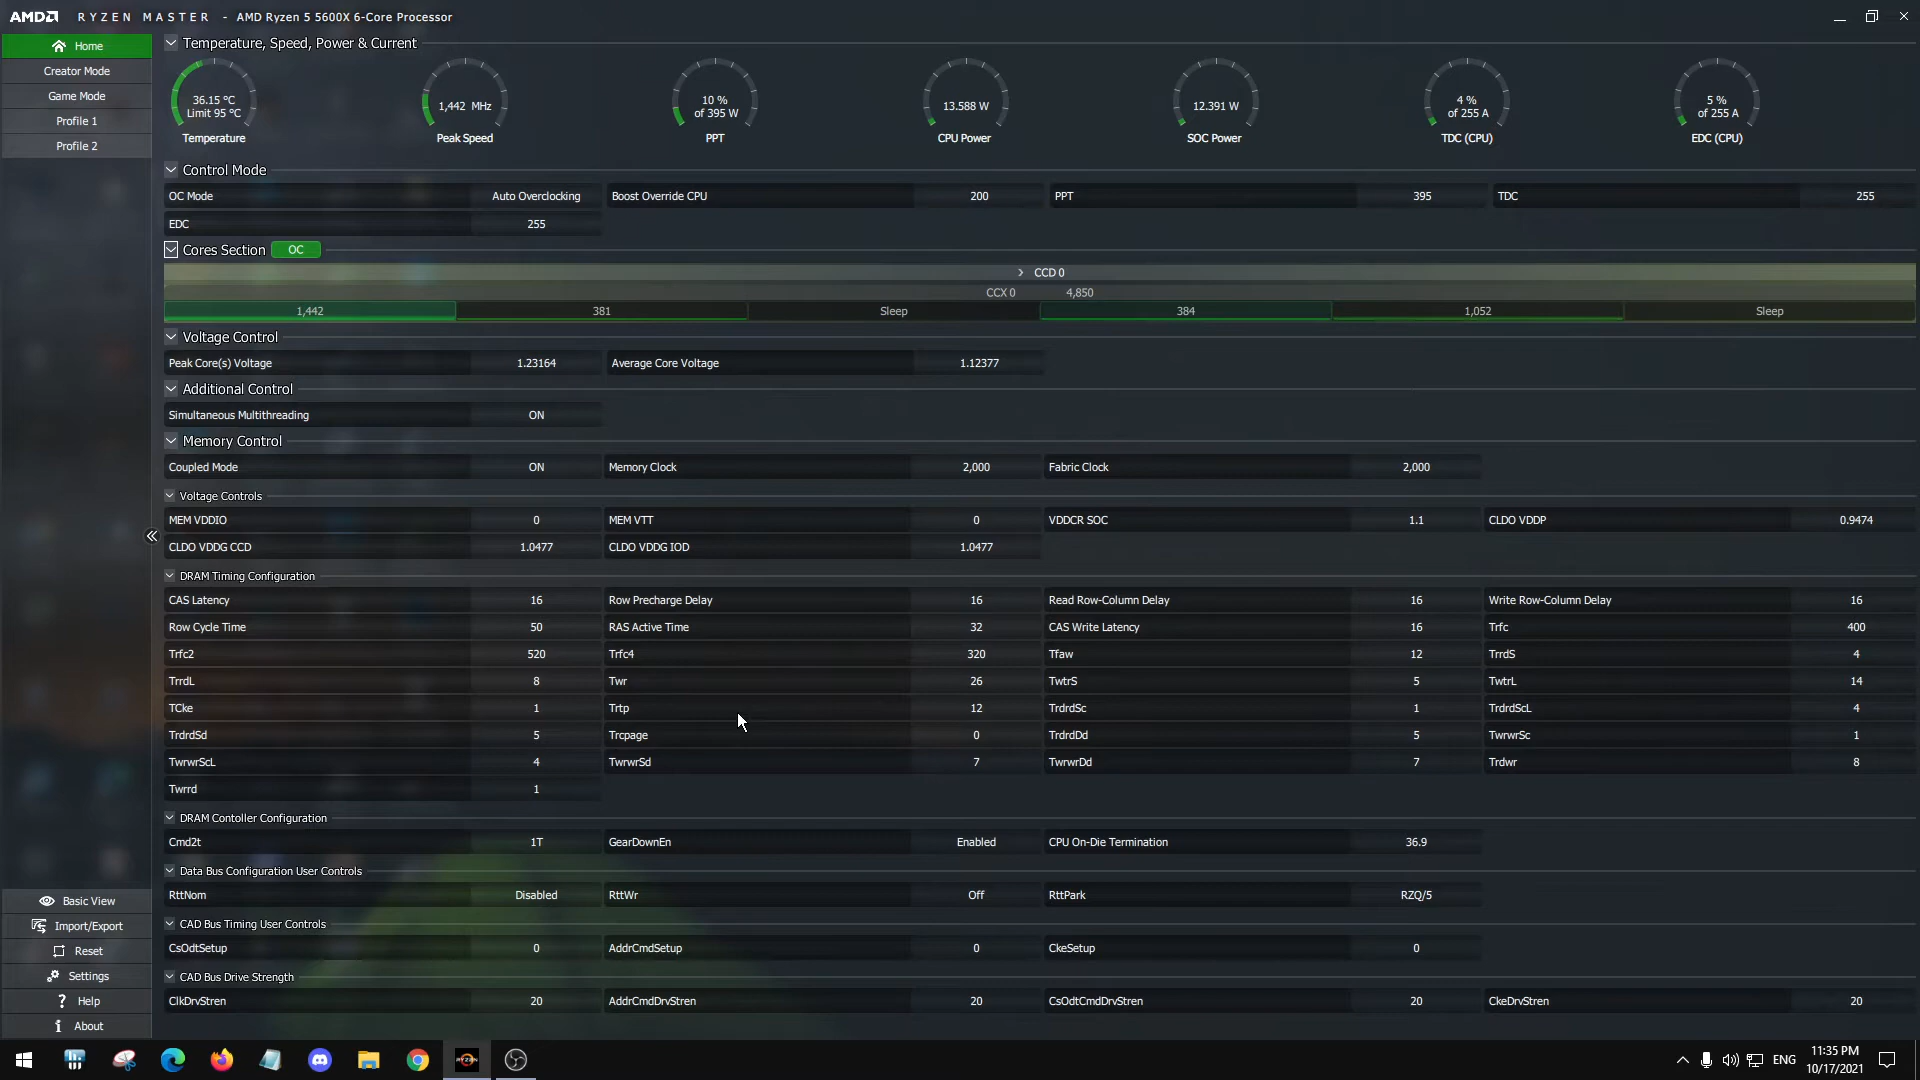 AMD RYZEN MASTER - AMD Ryzen 5 5600X 6-Core Processor
Home
Creator Mode
Game Mode
Profile 1
Profile 2
Temperature, Speed, Power & Current
36.15 °C
Limit 95 °C
Temperature
1,442 MHz
Peak Speed
10 %
of 395 W
PPT
13.588 W
CPU Power
12.391 W
SOC Power
4 %
of 255 A
TDC (CPU)
5 %
of 255 A
EDC (CPU)
Control Mode
OC Mode Auto Overclocking Boost Override CPU 200 PPT 395 TDC 255
EDC 255
Cores Section OC
CCD 0
CCX 0 4,850
1,442 381 Sleep 384 1,052 Sleep
Voltage Control
Peak Core(s) Voltage 1.23164 Average Core Voltage 1.12377
Additional Control
Simultaneous Multithreading ON
Memory Control
Coupled Mode ON Memory Clock 2,000 Fabric Clock 2,000
Voltage Controls
MEM VDDIO 0 MEM VTT 0 VDDCR SOC 1.1 CLDO VDDP 0.9474
CLDO VDDG CCD 1.0477 CLDO VDDG IOD 1.0477
DRAM Timing Configuration
CAS Latency 16 Row Precharge Delay 16 Read Row-Column Delay 16 Write Row-Column Delay 16
Row Cycle Time 50 RAS Active Time 32 CAS Write Latency 16 Trfc 400
Trfc2 520 Trfc4 320 Tfaw 12 TrrdS 4
TrrdL 8 Twr 26 TwtrS 5 TwtrL 14
TCke 1 Trtp 12 TrdrdSc 1 TrdrdScL 4
TrdrdSd 5 Trcpage 0 TrdrdDd 5 TwrwrSc 1
TwrwrScL 4 TwrwrSd 7 TwrwrDd 7 Trdwr 8
Twrrd 1
DRAM Contoller Configuration
Cmd2t 1T GearDownEn Enabled CPU On-Die Termination 36.9
Data Bus Configuration User Controls
RttNom Disabled RttWr Off RttPark RZQ/5
CAD Bus Timing User Controls
CsOdtSetup 0 AddrCmdSetup 0 CkeSetup 0
CAD Bus Drive Strength
ClkDrvStren 20 AddrCmdDrvStren 20 CsOdtCmdDrvStren 20 CkeDrvStren 20
Basic View
Import/Export
Reset
Settings
? Help
i About
RYZEN
ENG
11:35 PM
10/17/2021